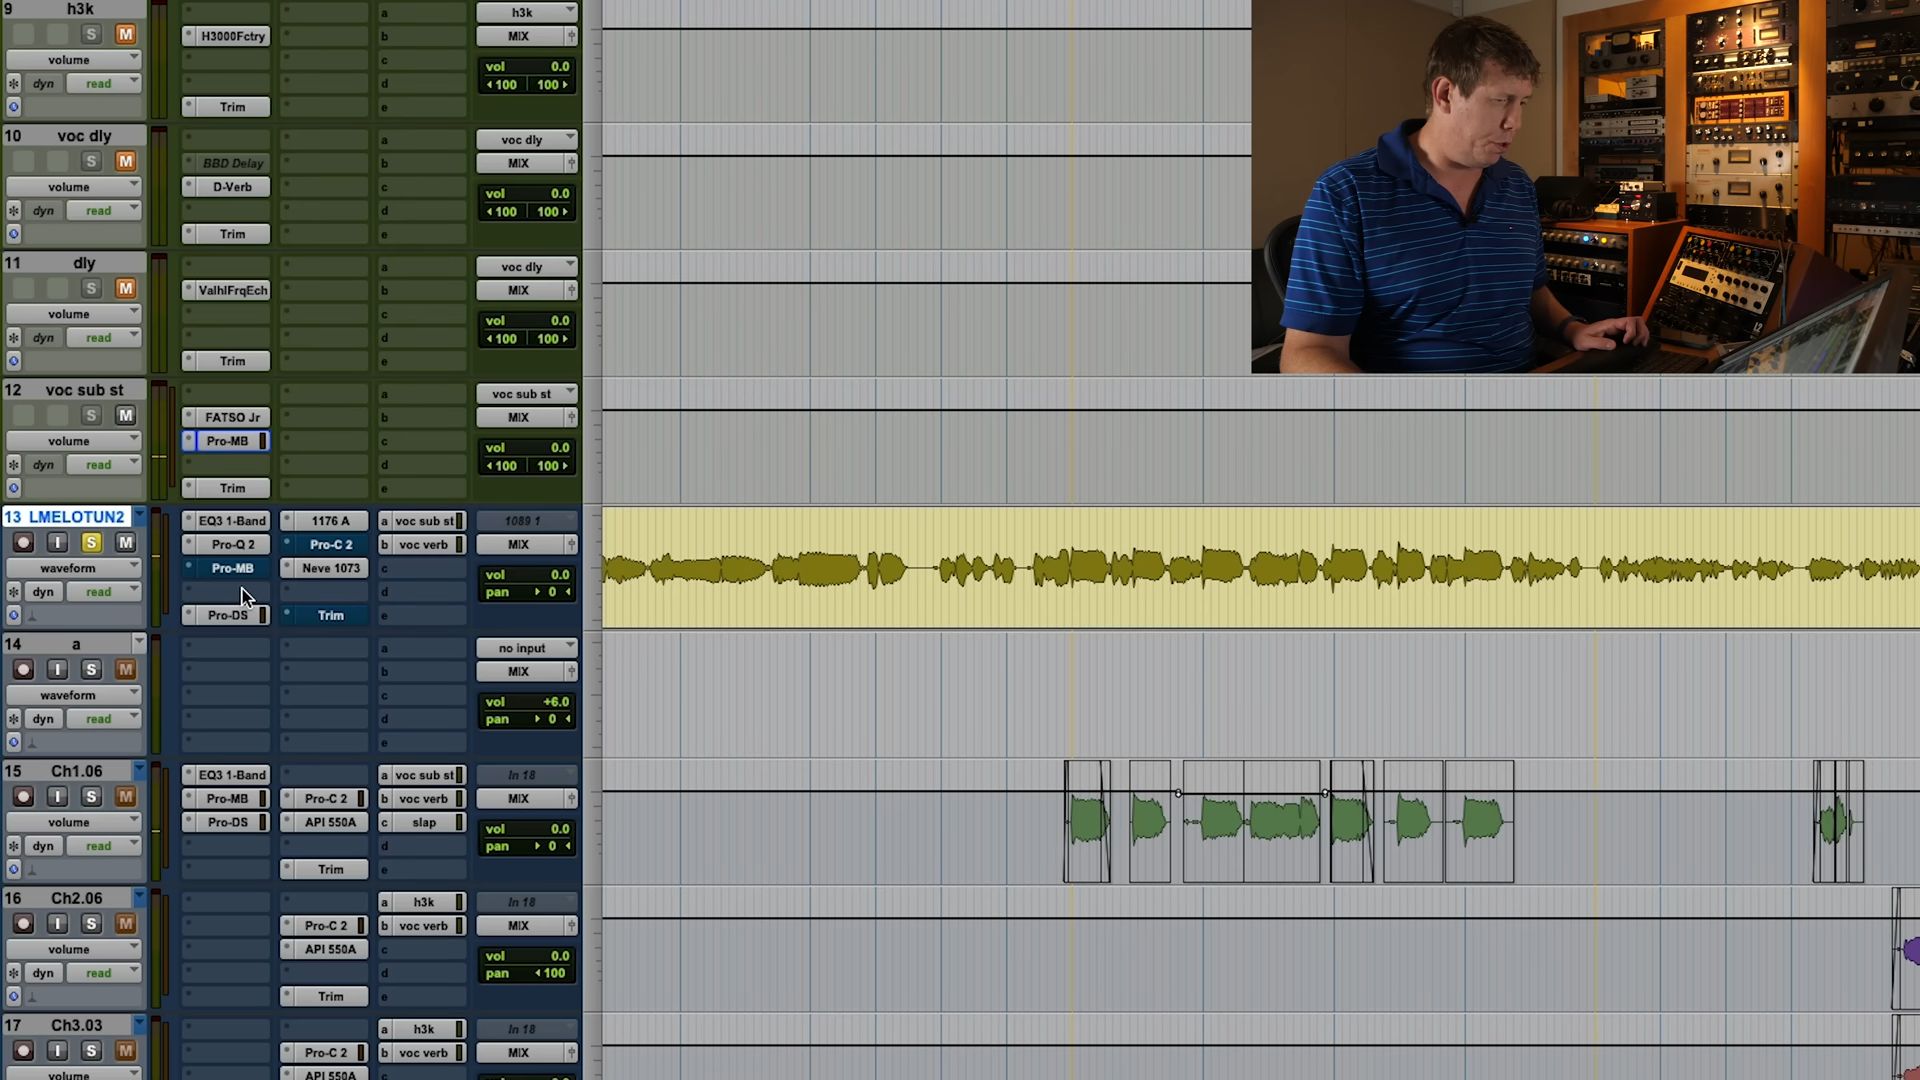 9 h3k
S M
volume
dyn read
H3000Fctry
Trim
a
b
c
d
e
h3k
MIX
vol 0.0
100 100
10 voc dly
S M
volume
dyn read
BBD Delay
D-Verb
Trim
a
b
c
d
e
voc dly
MIX
vol 0.0
100 100
11 dly
S M
volume
dyn read
ValhlFrqEch
Trim
a
b
c
d
e
voc dly
MIX
vol 0.0
100 100
12 voc sub st
S M
volume
dyn read
FATSO Jr
Pro-MB
Trim
a
b
c
d
e
voc sub st
MIX
vol 0.0
100 100
13 LMELOTUN2
I S M
waveform
dyn read
EQ3 1-Band
Pro-Q 2
Pro-MB
Pro-DS
1176 A
Pro-C 2
Neve 1073
Trim
a voc sub st
b voc verb
c
d
e
1089 1
MIX
vol 0.0
pan 0
14 a
I S M
waveform
dyn read
a
b
c
d
e
no input
MIX
vol +6.0
pan 0
15 Ch1.06
I S M
volume
dyn read
EQ3 1-Band
Pro-MB
Pro-DS
Pro-C 2
API 550A
Trim
a voc sub st
b voc verb
c slap
d
e
In 18
MIX
vol 0.0
pan 0
16 Ch2.06
I S M
volume
dyn read
Pro-C 2
API 550A
Trim
a h3k
b voc verb
c
d
e
In 18
MIX
vol 0.0
pan 100
17 Ch3.03
I S M
volume
Pro-C 2
API 550A
a h3k
b voc verb
In 18
MIX